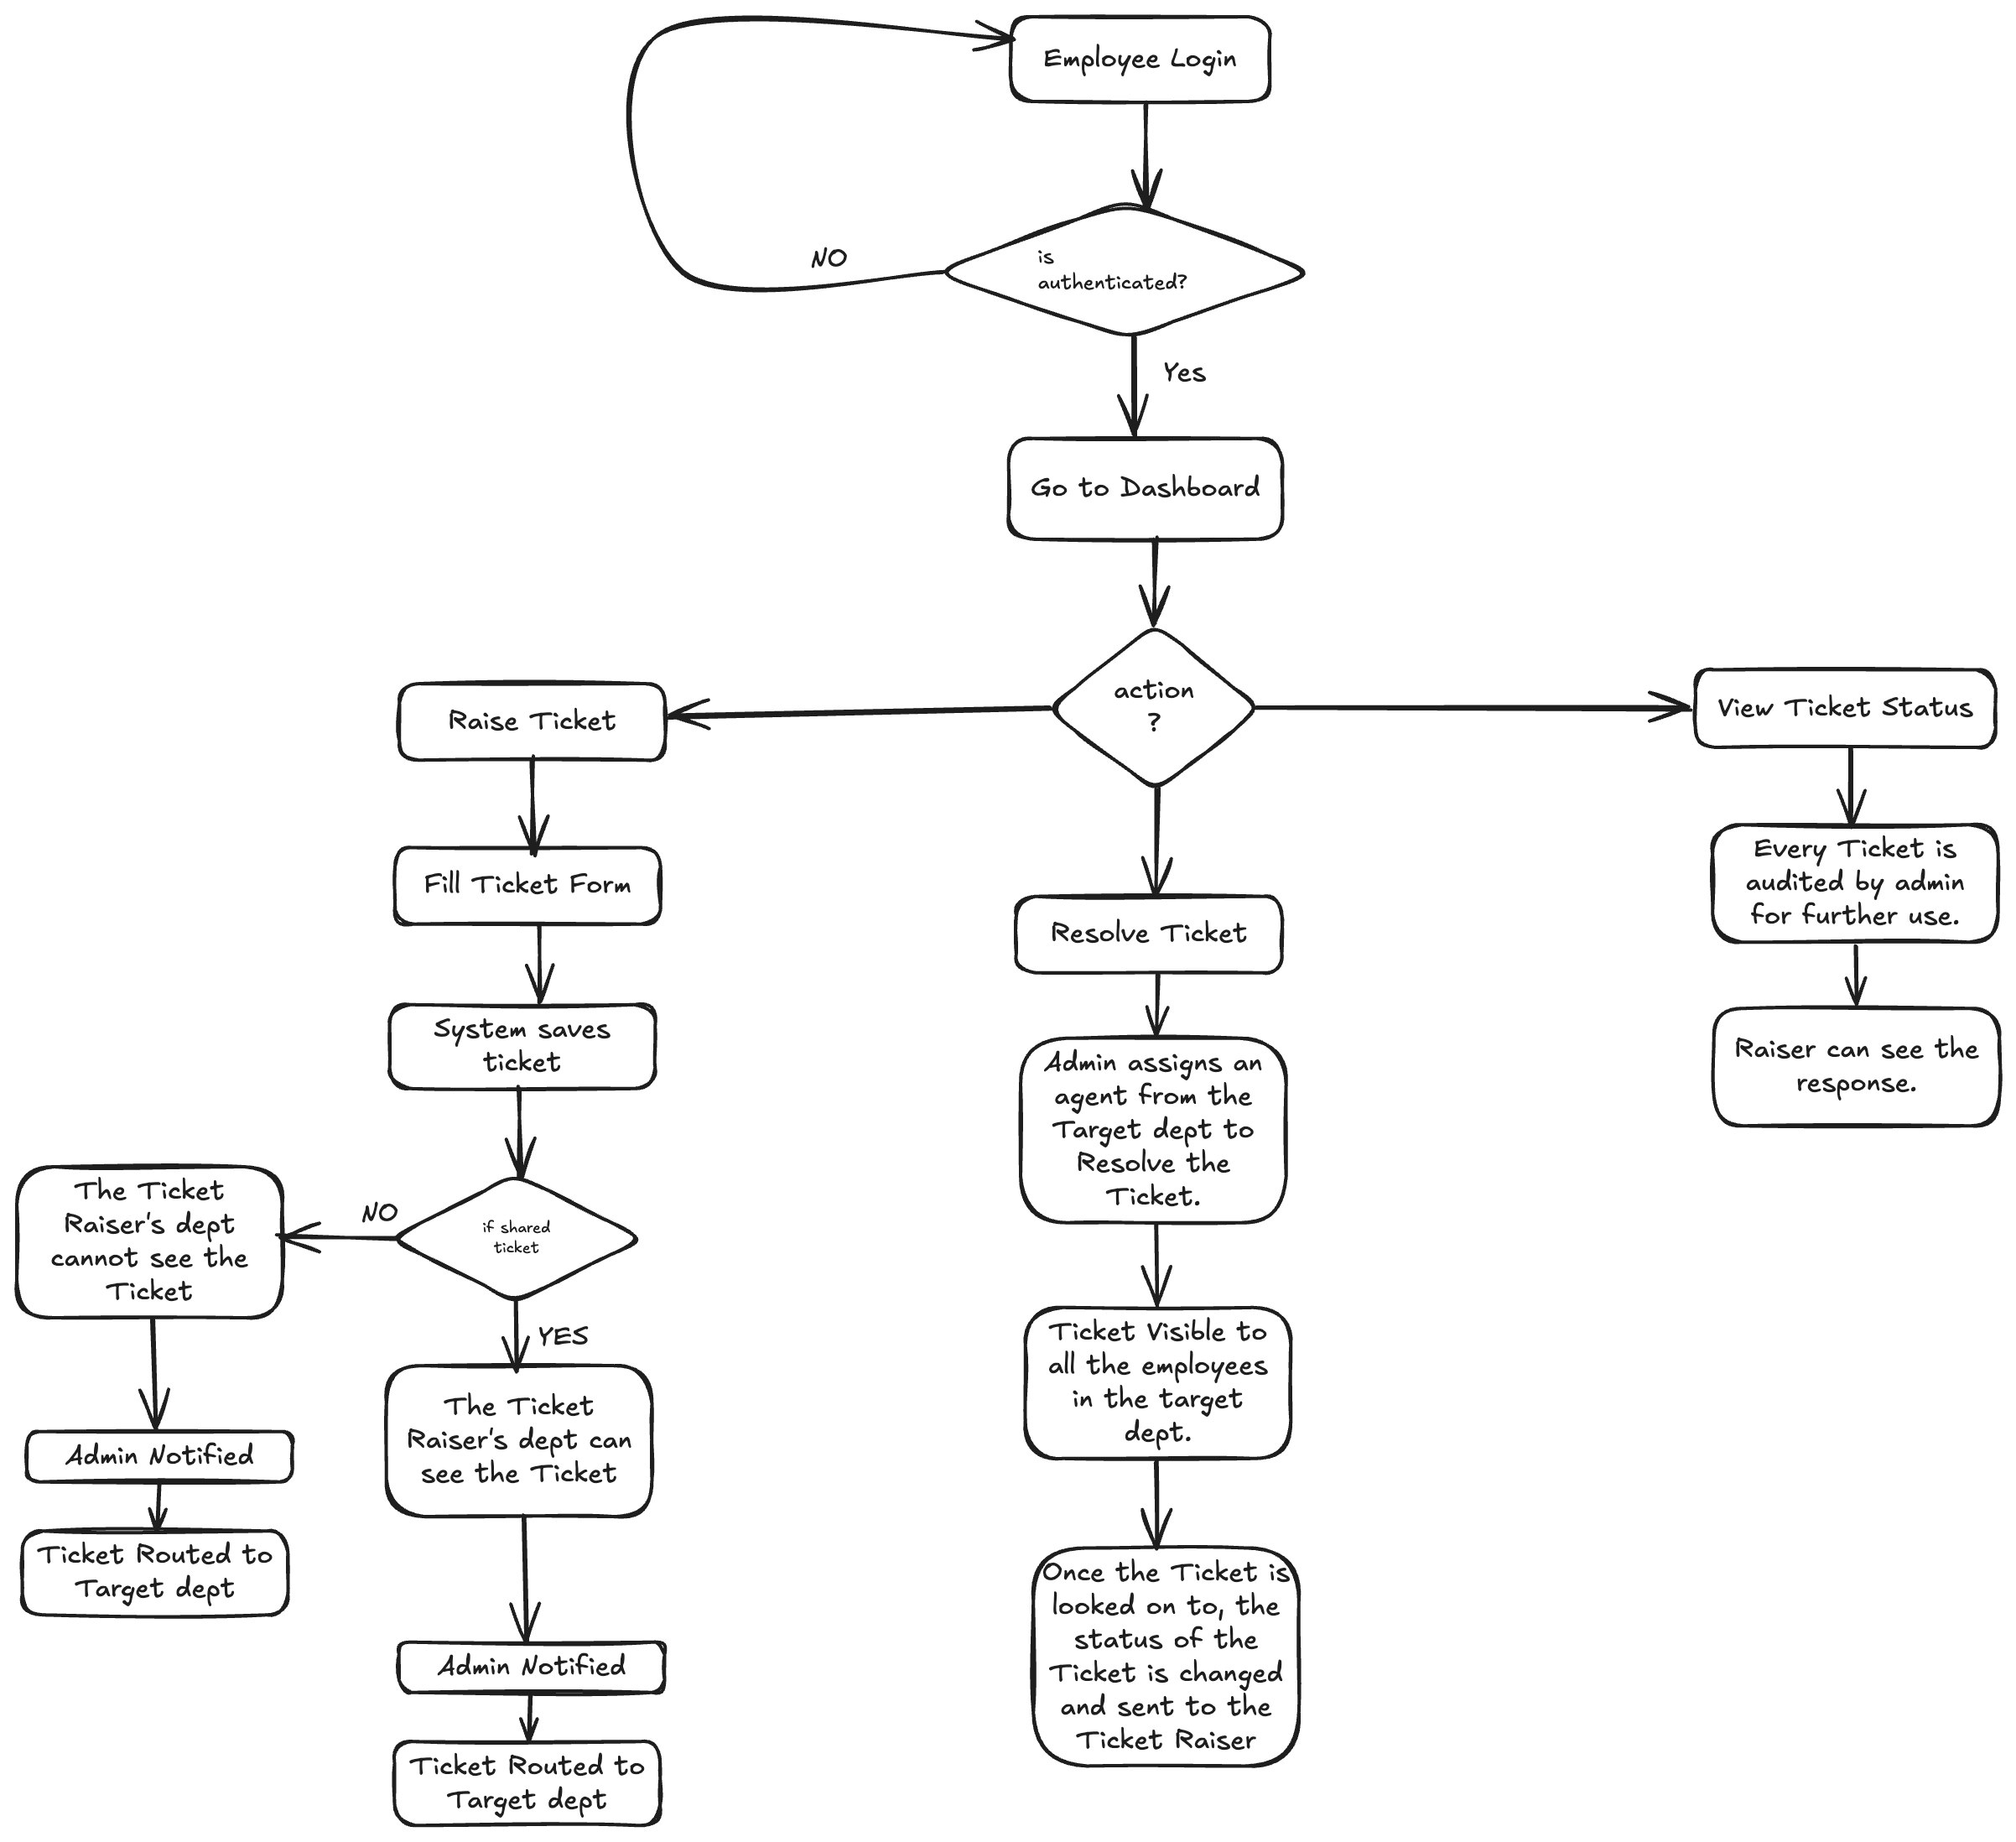 Employee Login
is
authenticated?
NO
Yes
Go to Dashboard
action
?
Raise Ticket
Fill Ticket Form
System saves
ticket
if shared
ticket
NO
The Ticket
Raiser's dept
cannot see the
Ticket
Admin Notified
Ticket Routed to
Target dept
YES
The Ticket
Raiser's dept can
see the Ticket
Admin Notified
Ticket Routed to
Target dept
Resolve Ticket
Admin assigns an
agent from the
Target dept to
Resolve the
Ticket.
Ticket Visible to
all the employees
in the target
dept.
Once the Ticket is
looked on to, the
status of the
Ticket is changed
and sent to the
Ticket Raiser
View Ticket Status
Every Ticket is
audited by admin
for further use.
Raiser can see the
response.